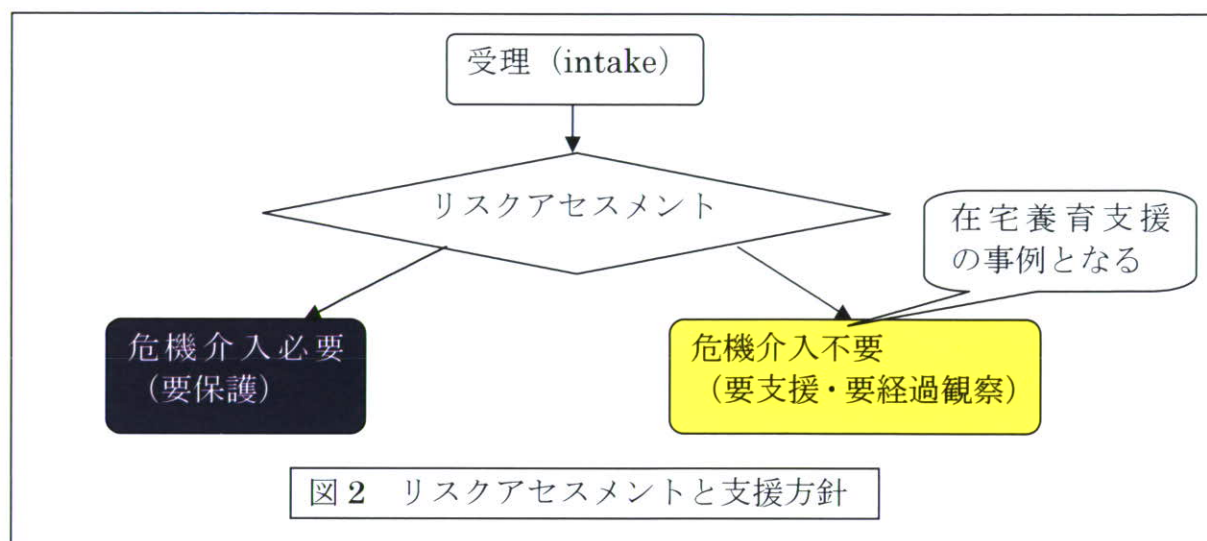 受理（intake）
リスクアセスメント
在宅養育支援
の事例となる
危機介入必要
（要保護）
危機介入不要
（要支援・要経過観察）
図2 リスクアセスメントと支援方針